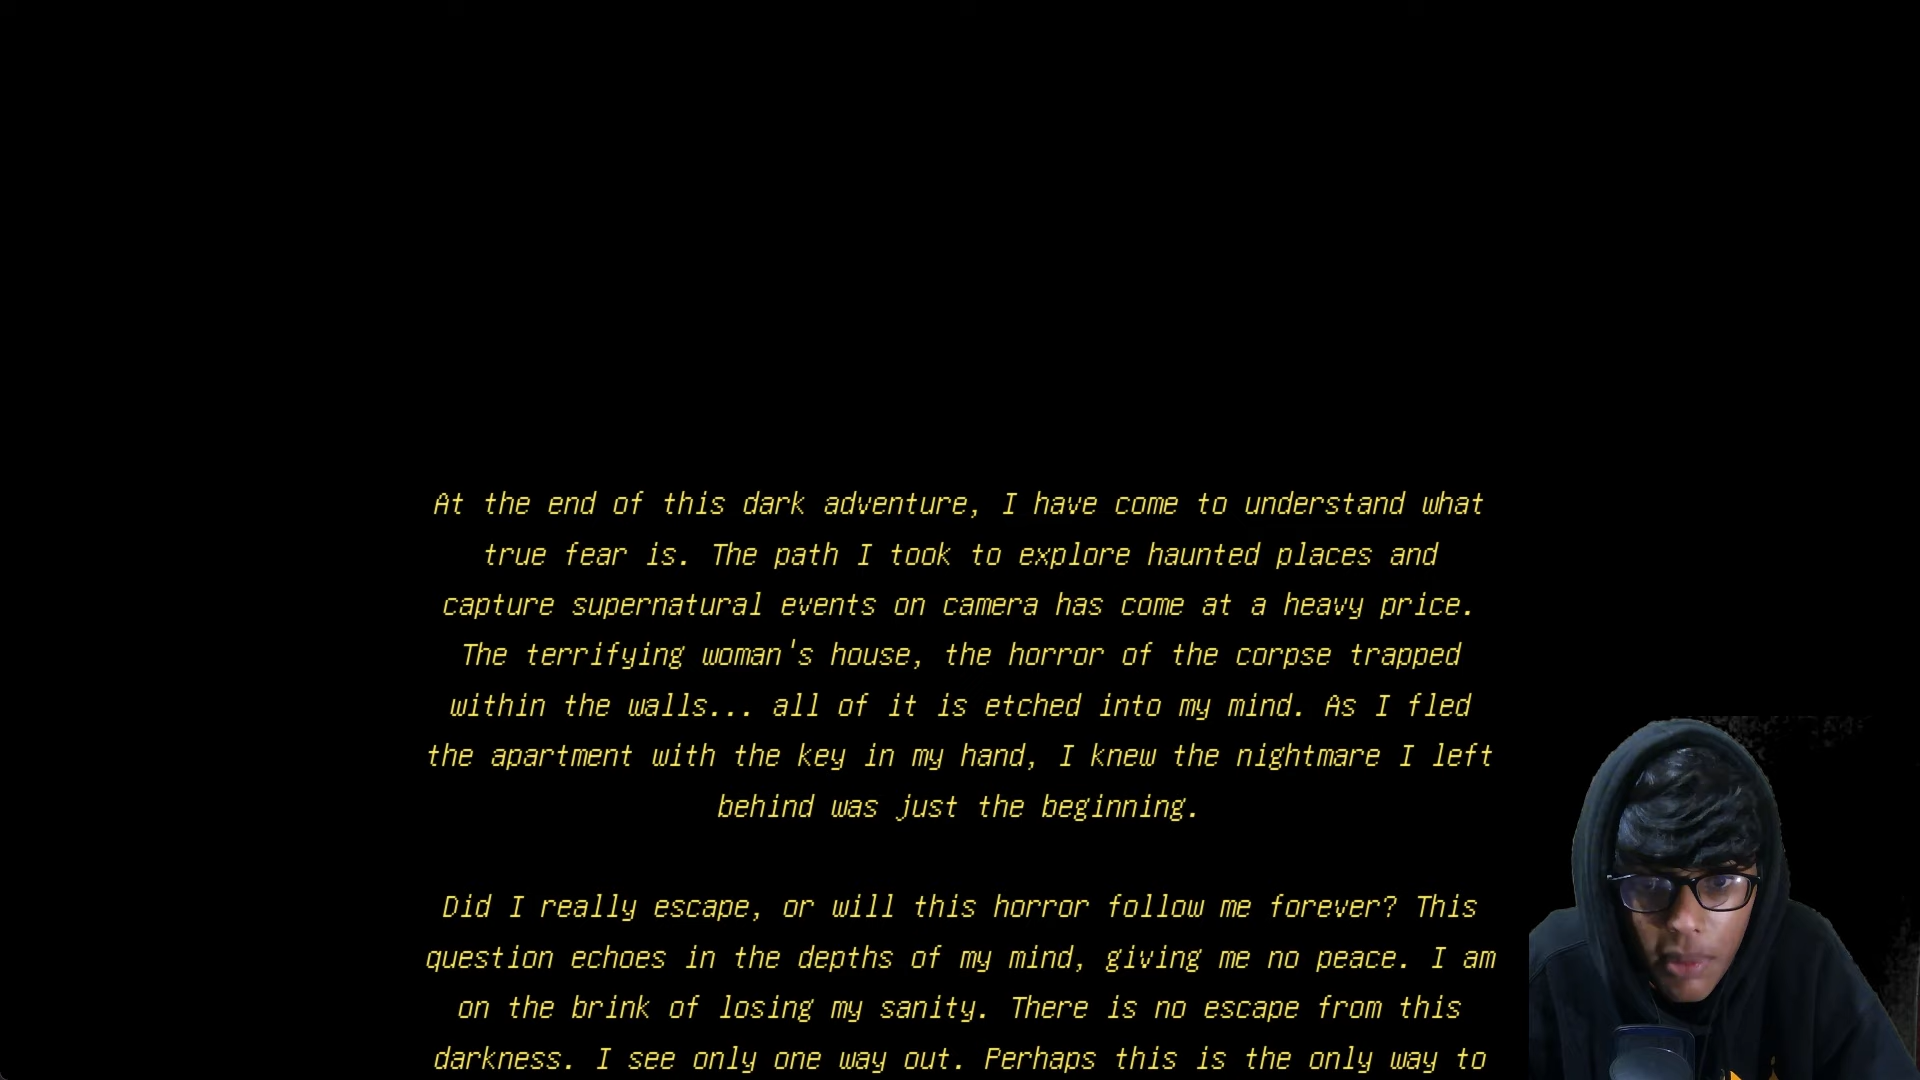 At the end of this dark adventure, I have come to understand what
true fear is. The path I took to explore haunted places and
capture supernatural events on camera has come at a heavy price.
The terrifying woman's house, the horror of the corpse trapped
within the walls... all of it is etched into my mind. As I fled
the apartment with the key in my hand, I knew the nightmare I left
behind was just the beginning.
Did I really escape, or will this horror follow me forever? This
question echoes in the depths of my mind, giving me no peace. I am
on the brink of losing my sanity. There is no escape from this
darkness. I see only one way out. Perhaps this is the only way to